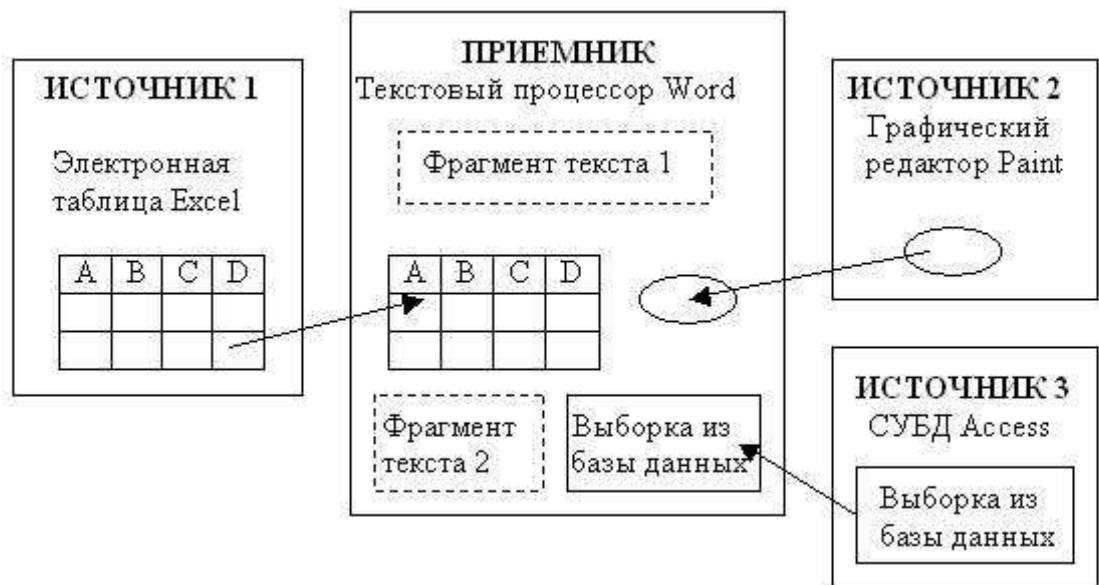 ИСТОЧНИК 1
Электронная
таблица Excel
A B C D
ПРИЕМНИК
Текстовый процессор Word
Фрагмент текста 1
A B C D
Фрагмент
текста 2
Выборка из
базы данных
ИСТОЧНИК 2
Графический
редактор Paint
ИСТОЧНИК 3
СУБД Access
Выборка из
базы данных